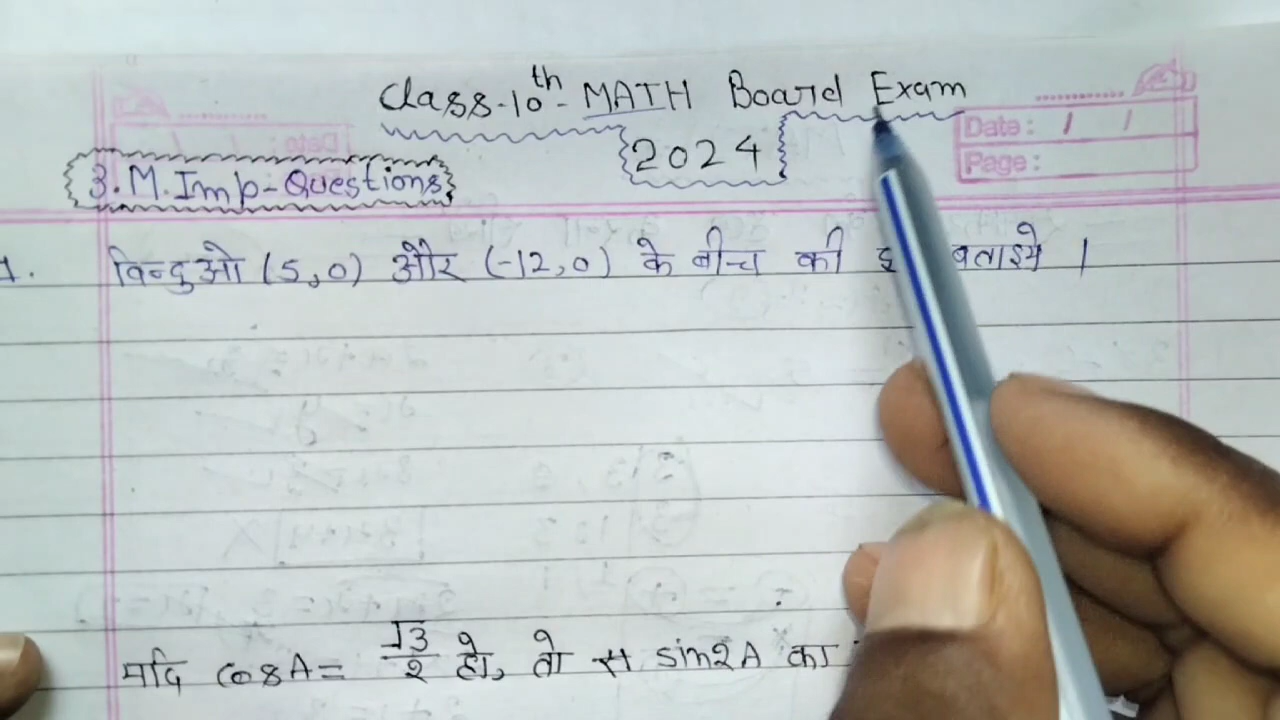 Class-10th-MATH Board Exam
2024
Date: / /
Page:
3.M.Imp-Questions
1. विन्दुओ (5,0) और (-12,0) के बीच की बताइये ।
यदि cosA= √3/2 हो, तो sin2A का